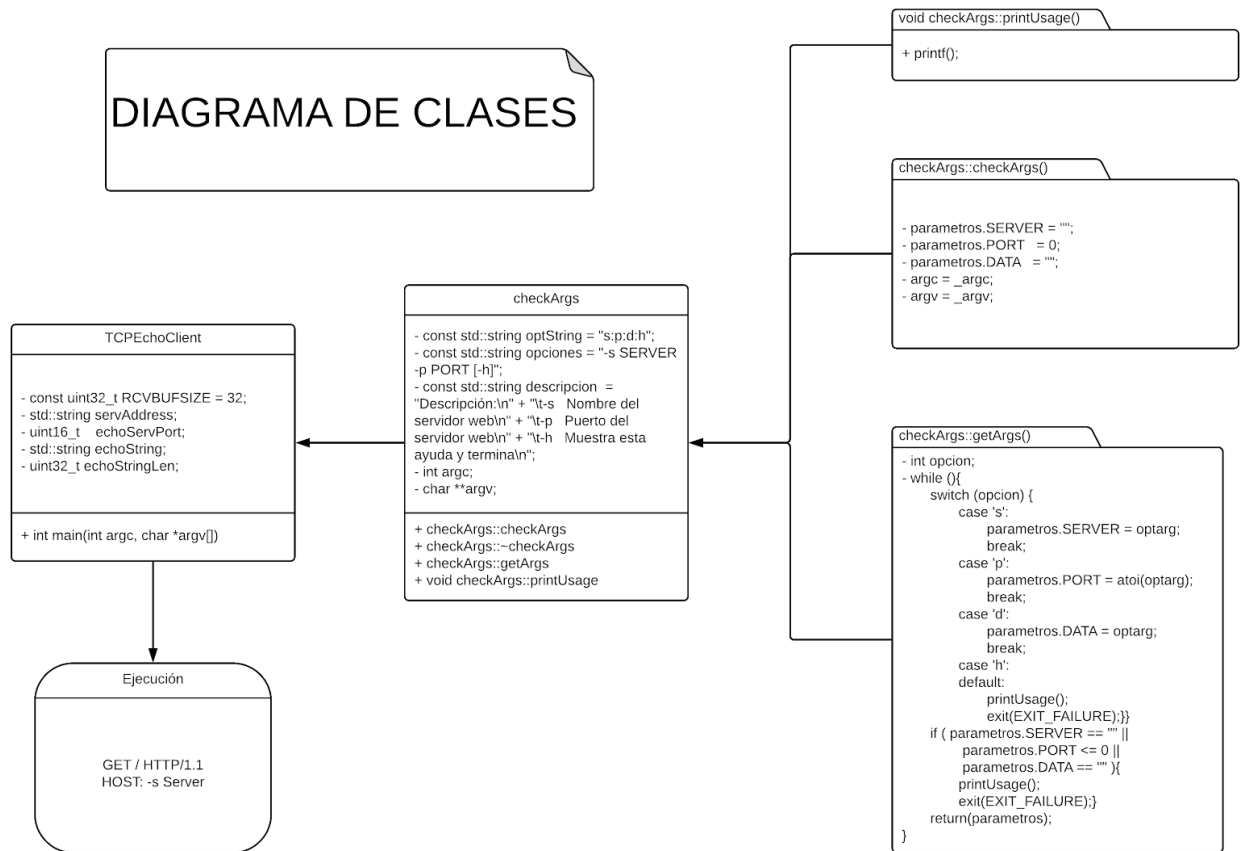 DIAGRAMA DE CLASES
void checkArgs::printUsage()
+ printf();
checkArgs::checkArgs()
- parametros.SERVER = "";
- parametros.PORT = 0;
- parametros.DATA = "";
- argc = _argc;
- argv = _argv;
checkArgs::getArgs()
- int opcion;
- while (){
switch (opcion) {
case 's':
parametros.SERVER = optarg;
break;
case 'p':
parametros.PORT = atoi(optarg);
break;
case 'd':
parametros.DATA = optarg;
break;
case 'h':
default:
printUsage();
exit(EXIT_FAILURE);}}
if ( parametros.SERVER == "" ||
parametros.PORT <= 0 ||
parametros.DATA == "" ){
printUsage();
exit(EXIT_FAILURE);}
return(parametros);
}
checkArgs
- const std::string optString = "s:p:d:h";
- const std::string opciones = "-s SERVER
-p PORT [-h]";
- const std::string descripcion =
"Descripción:\n" + "\t-s Nombre del
servidor web\n" + "\t-p Puerto del
servidor web\n" + "\t-h Muestra esta
ayuda y termina\n";
- int argc;
- char **argv;
+ checkArgs::checkArgs
+ checkArgs::~checkArgs
+ checkArgs::getArgs
+ void checkArgs::printUsage
TCPEchoClient
- const uint32_t RCVBUFSIZE = 32;
- std::string servAddress;
- uint16_t echoServPort;
- std::string echoString;
- uint32_t echoStringLen;
+ int main(int argc, char *argv[])
Ejecución
GET / HTTP/1.1
HOST: -s Server